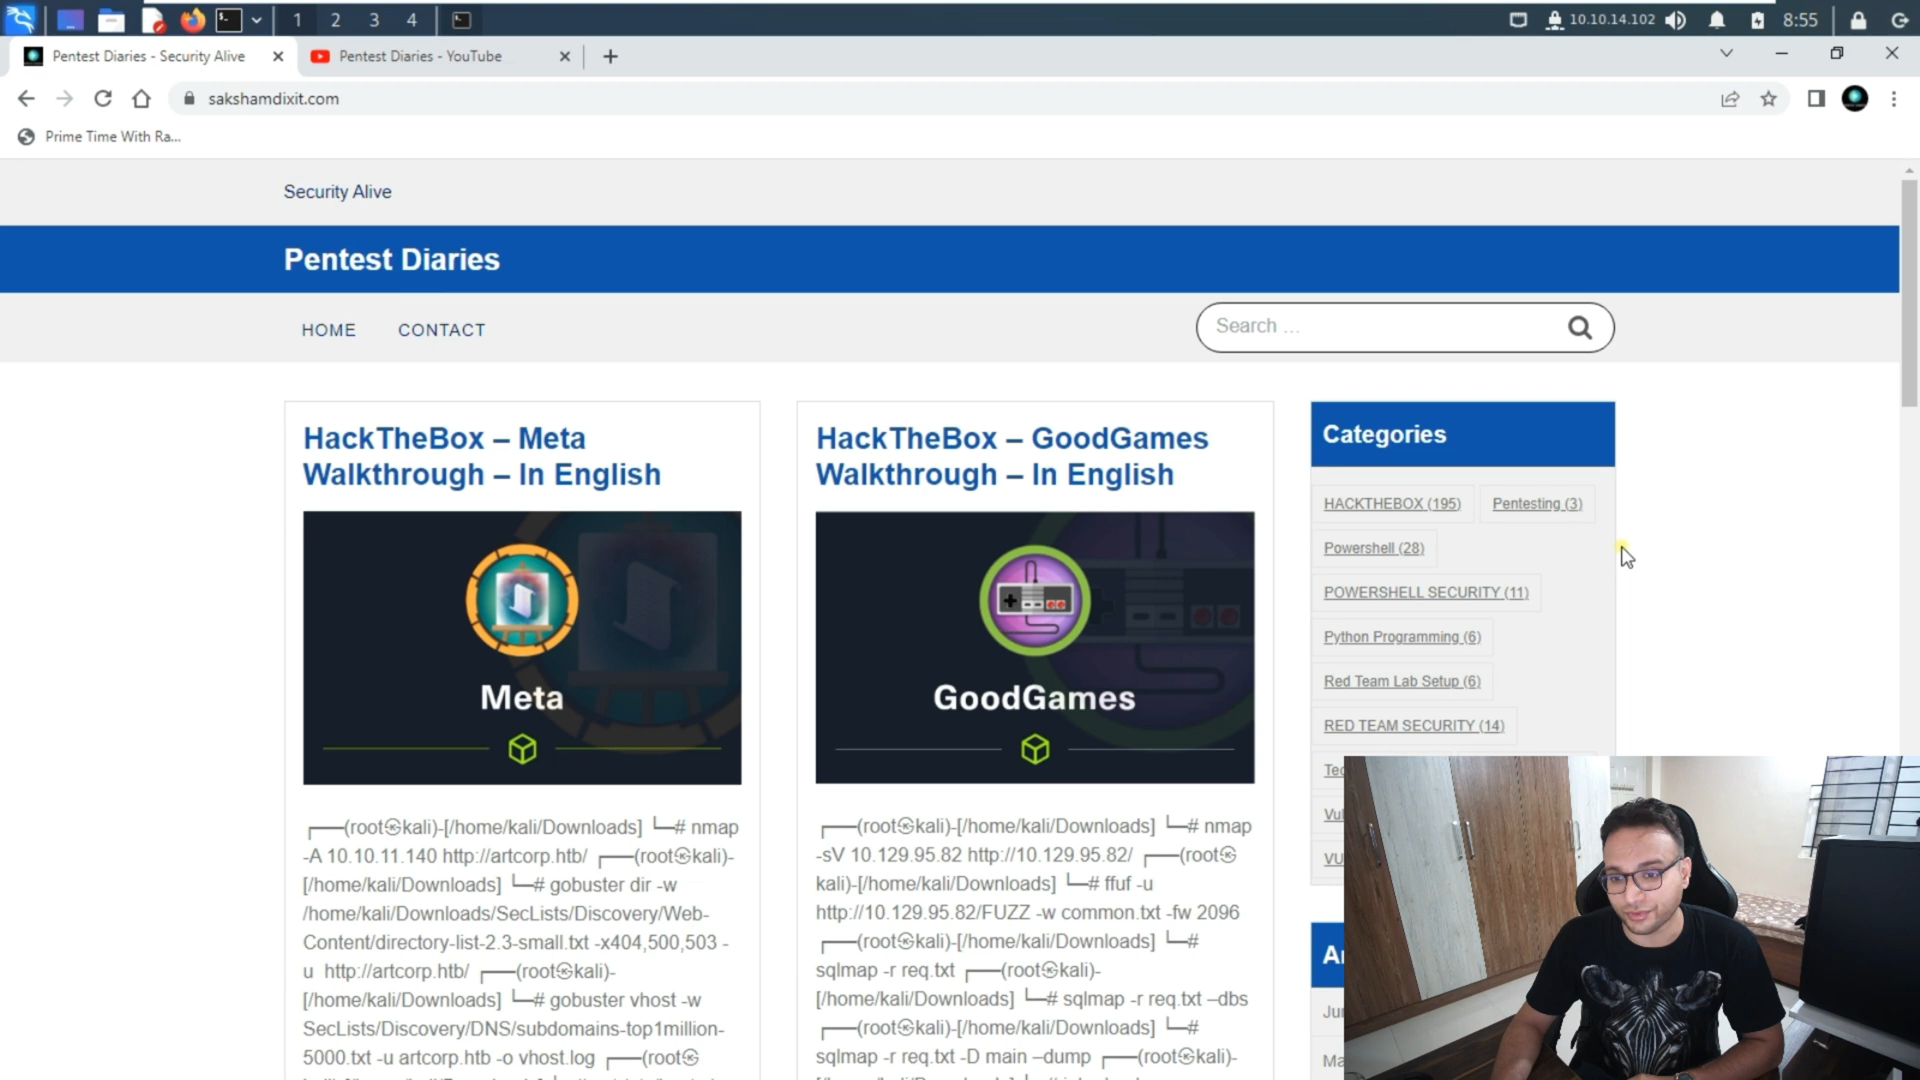 1 2 3 4
10.10.14.102 8:55
Pentest Diaries - Security Alive
Pentest Diaries - YouTube
sakshamdixit.com
Prime Time With Ra...
Security Alive
Pentest Diaries
HOME
CONTACT
Search …
HackTheBox – Meta
Walkthrough – In English
Meta
┌──(root㉿kali)-[/home/kali/Downloads] └─# nmap
-A 10.10.11.140 http://artcorp.htb/ ┌──(root㉿kali)-
[/home/kali/Downloads] └─# gobuster dir -w
/home/kali/Downloads/SecLists/Discovery/Web-
Content/directory-list-2.3-small.txt -x404,500,503 -
u http://artcorp.htb/ ┌──(root㉿kali)-
[/home/kali/Downloads] └─# gobuster vhost -w
SecLists/Discovery/DNS/subdomains-top1million-
5000.txt -u artcorp.htb -o vhost.log ┌──(root㉿
HackTheBox – GoodGames
Walkthrough – In English
GoodGames
┌──(root㉿kali)-[/home/kali/Downloads] └─# nmap
-sV 10.129.95.82 http://10.129.95.82/ ┌──(root㉿
kali)-[/home/kali/Downloads] └─# ffuf -u
http://10.129.95.82/FUZZ -w common.txt -fw 2096
┌──(root㉿kali)-[/home/kali/Downloads] └─#
sqlmap -r req.txt ┌──(root㉿kali)-
[/home/kali/Downloads] └─# sqlmap -r req.txt –dbs
┌──(root㉿kali)-[/home/kali/Downloads] └─#
sqlmap -r req.txt -D main –dump ┌──(root㉿kali)-
Categories
HACKTHEBOX (195)
Pentesting (3)
Powershell (28)
POWERSHELL SECURITY (11)
Python Programming (6)
Red Team Lab Setup (6)
RED TEAM SECURITY (14)